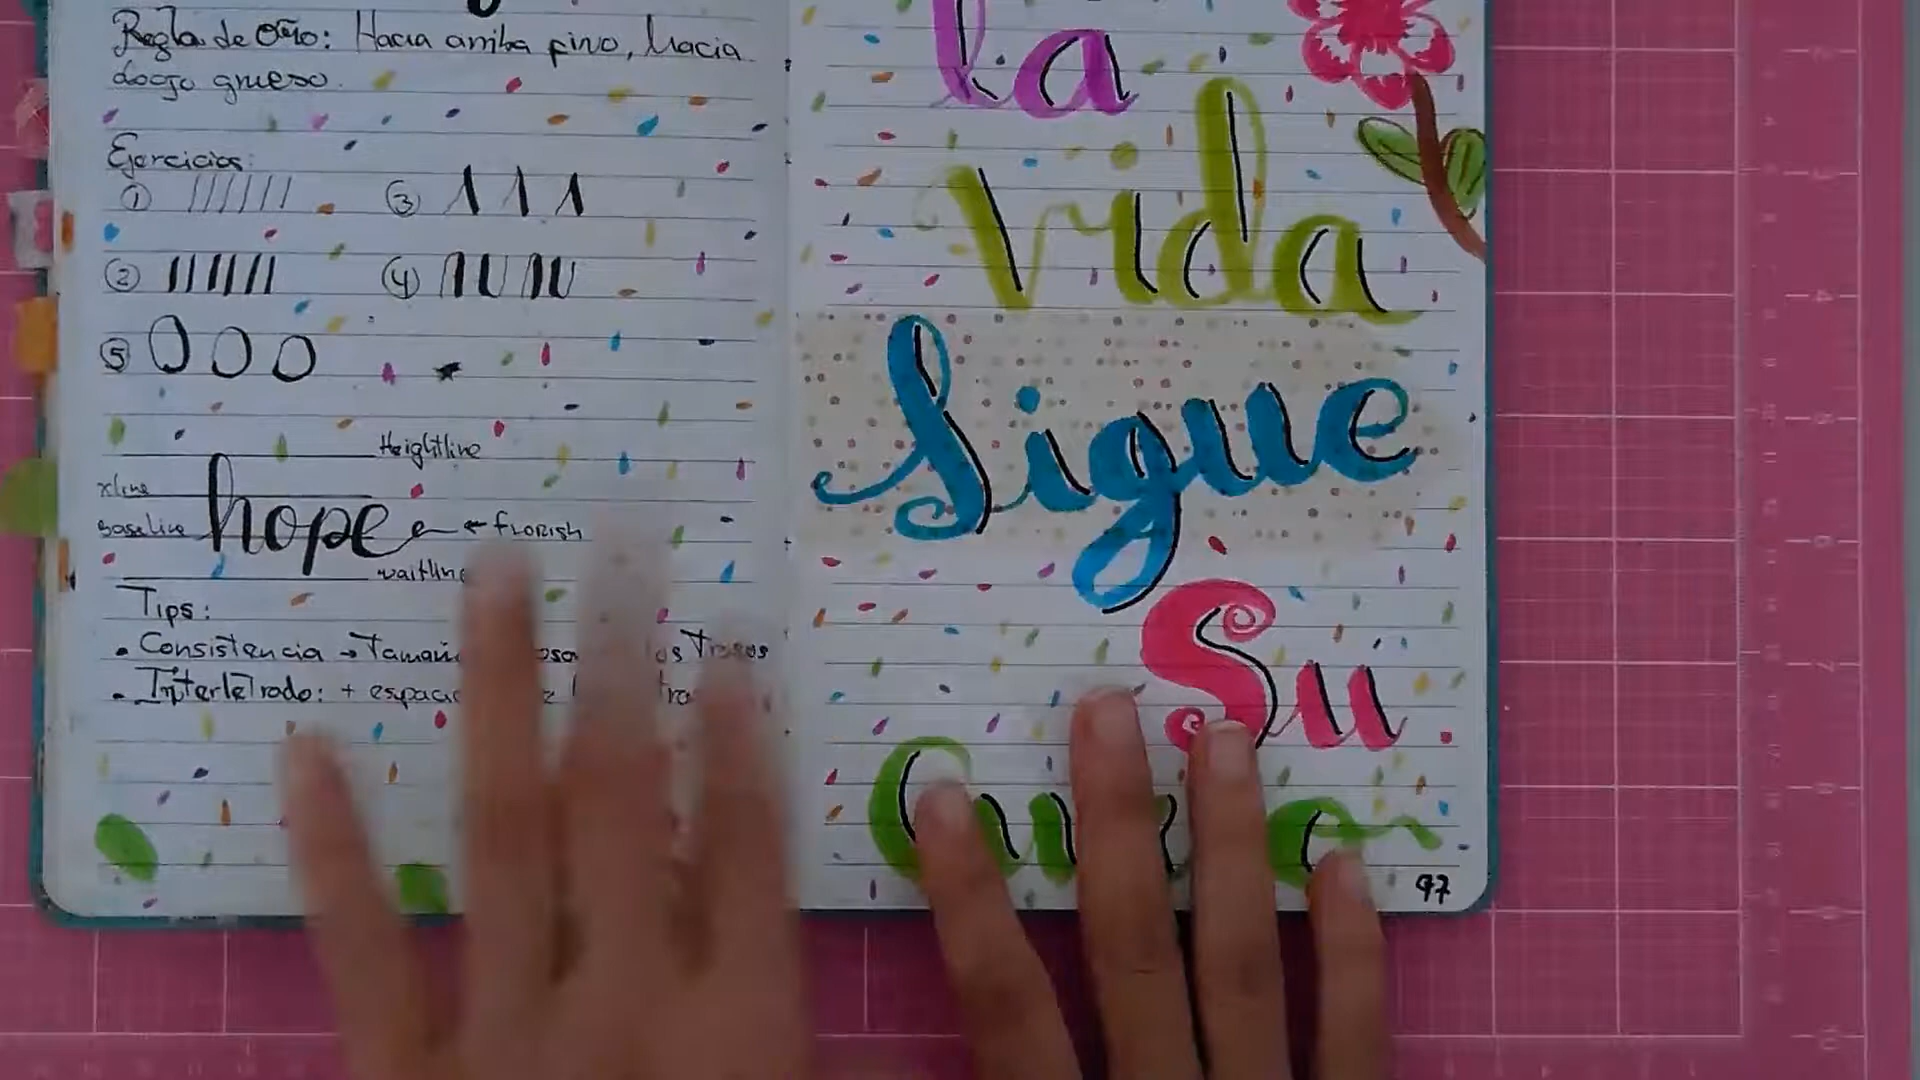 Regla de Oro: Hacia arriba fino, hacia
abajo grueso.
Ejercicios:
1 3
2 4
5
Heightline
xline
baseline hope ← florish
waitline
Tips:
• Consistencia → Tamaño los Trazos
• Interletrado: + espacio
la
vida
Sigue
Su
97